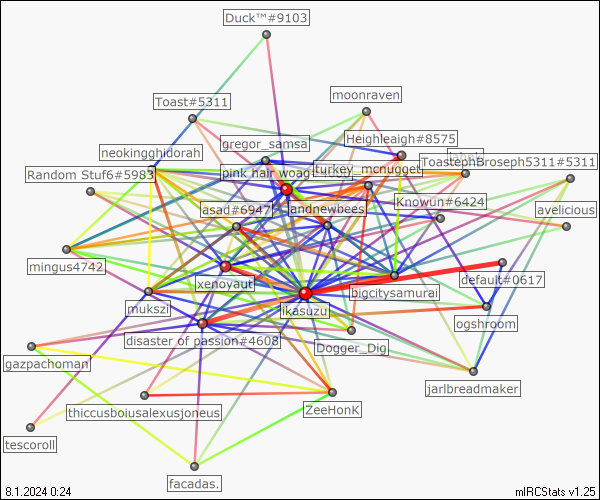 Duck™#9103
moonraven
Toast#5311
Heighleaigh#8575
gregor_samsa
neokingghidorah
ToastephBroseph5311#5311
turkey_mcnugget
pink hair woag
Random Stuf6#5983
Knowun#6424
asad#6947
andnewbees
avelicious
mingus4742
default#0617
xenoyaut
bigcitysamurai
mukszi
ikasuzu
ogshroom
disaster of passion#4608
Dogger_Dig.
gazpachoman
jarlbreadmaker
thiccusboiusalexusjoneus
ZeeHonK
tescoroll
facadas.
8.1.2024 0:24
mIRCStats v1.25